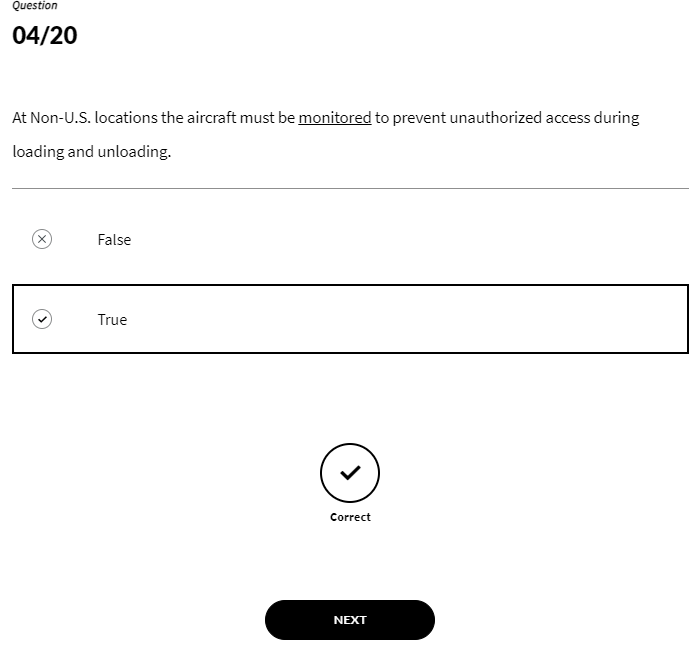 Question
04/20
At Non-U.S. locations the aircraft must be monitored to prevent unauthorized access during
loading and unloading.
False
True
Correct
NEXT